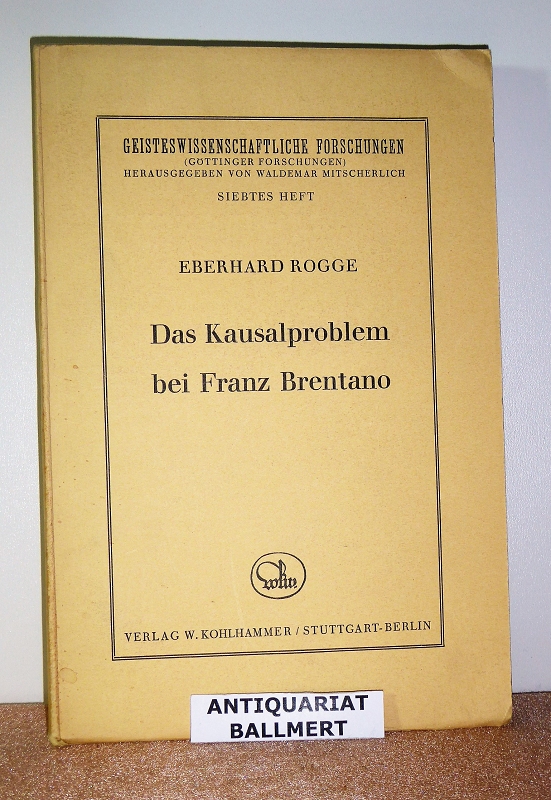 GEISTESWISSENSCHAFTLICHE FORSCHUNGEN
(GÖTTINGER FORSCHUNGEN)
HERAUSGEGEBEN VON WALDEMAR MITSCHERLICH
SIEBTES HEFT
EBERHARD ROGGE
Das Kausalproblem
bei Franz Brentano
VERLAG W. KOHLHAMMER / STUTTGART-BERLIN
ANTIQUARIAT
BALLMERT